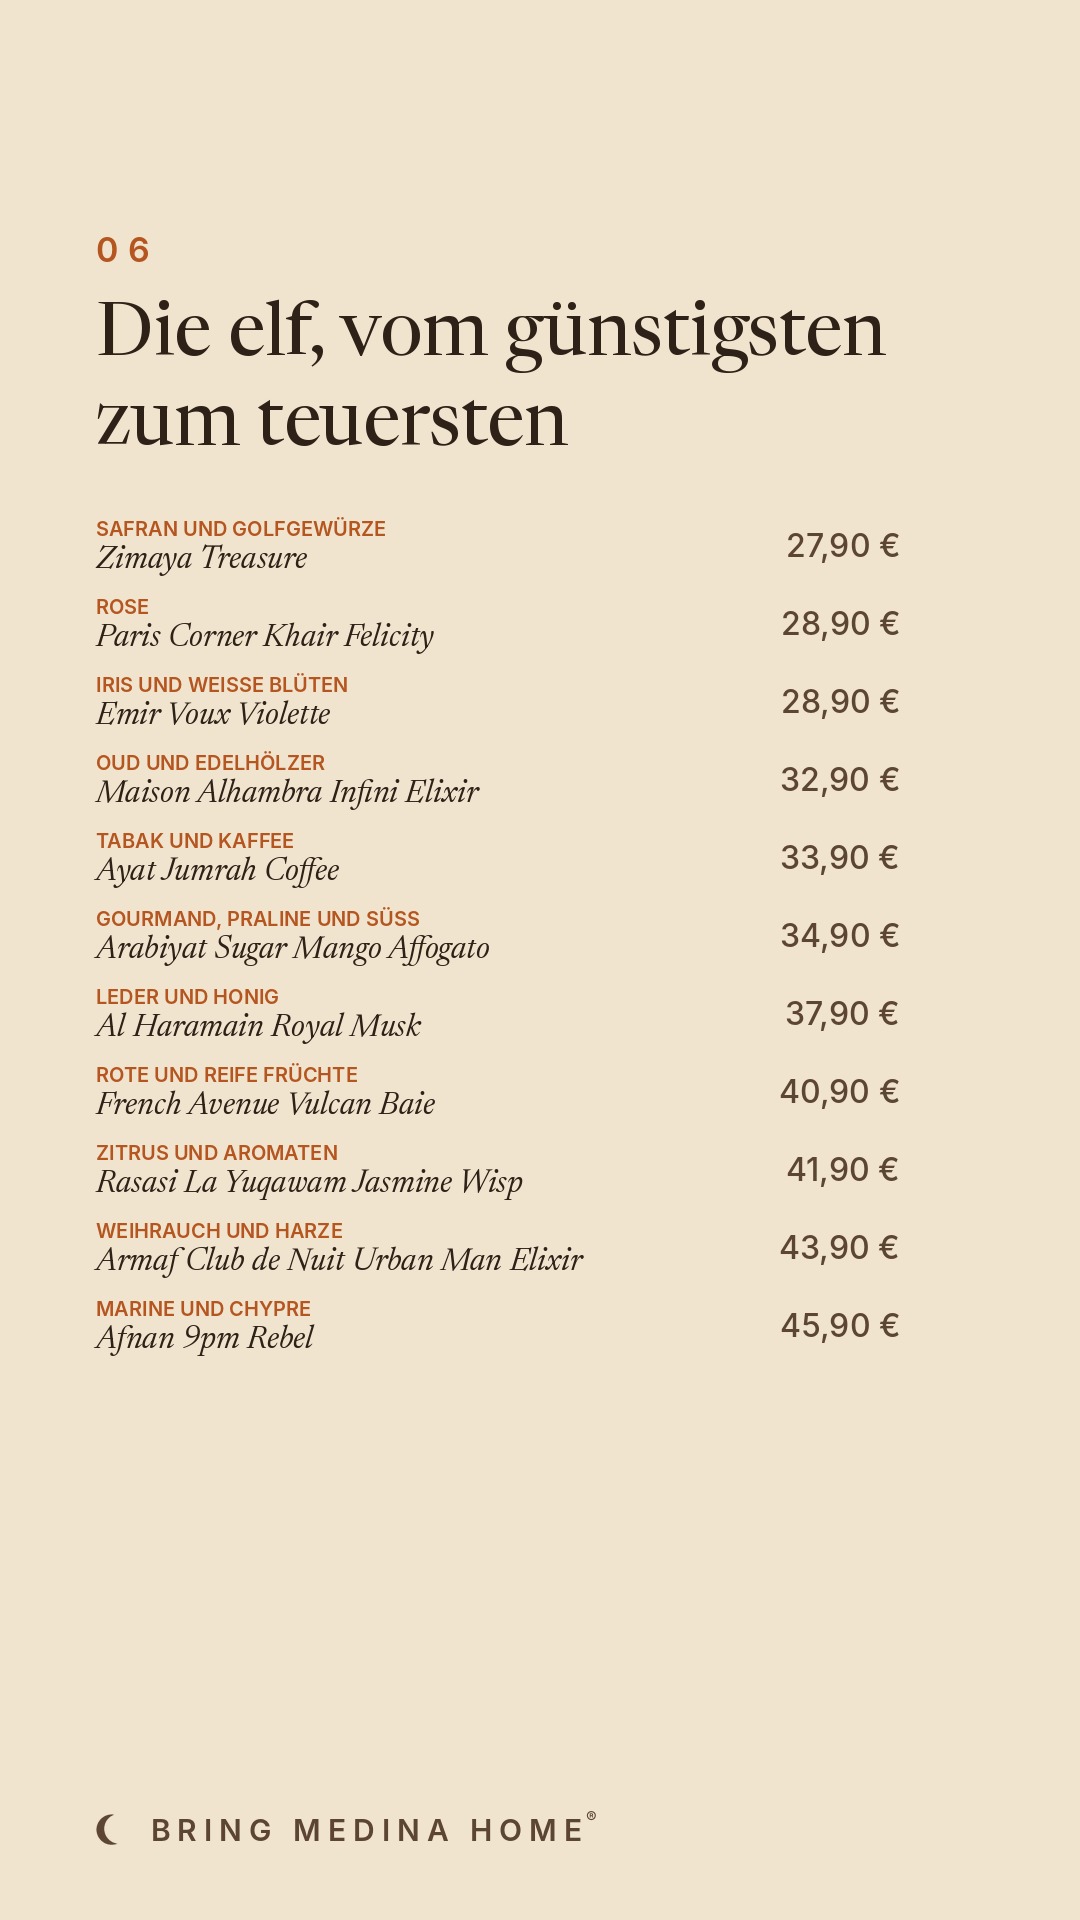 06
Die elf, vom günstigsten
zum teuersten
SAFRAN UND GOLFGEWÜRZE
Zimaya Treasure
27,90 €
ROSE
Paris Corner Khair Felicity
28,90 €
IRIS UND WEISSE BLÜTEN
Emir Voux Violette
28,90 €
OUD UND EDELHÖLZER
Maison Alhambra Infini Elixir
32,90 €
TABAK UND KAFFEE
Ayat Jumrah Coffee
33,90 €
GOURMAND, PRALINE UND SÜSS
Arabiyat Sugar Mango Affogato
34,90 €
LEDER UND HONIG
Al Haramain Royal Musk
37,90 €
ROTE UND REIFE FRÜCHTE
French Avenue Vulcan Baie
40,90 €
ZITRUS UND AROMATEN
Rasasi La Yuqawam Jasmine Wisp
41,90 €
WEIHRAUCH UND HARZE
Armaf Club de Nuit Urban Man Elixir
43,90 €
MARINE UND CHYPRE
Afnan 9pm Rebel
45,90 €
BRING MEDINA HOME®